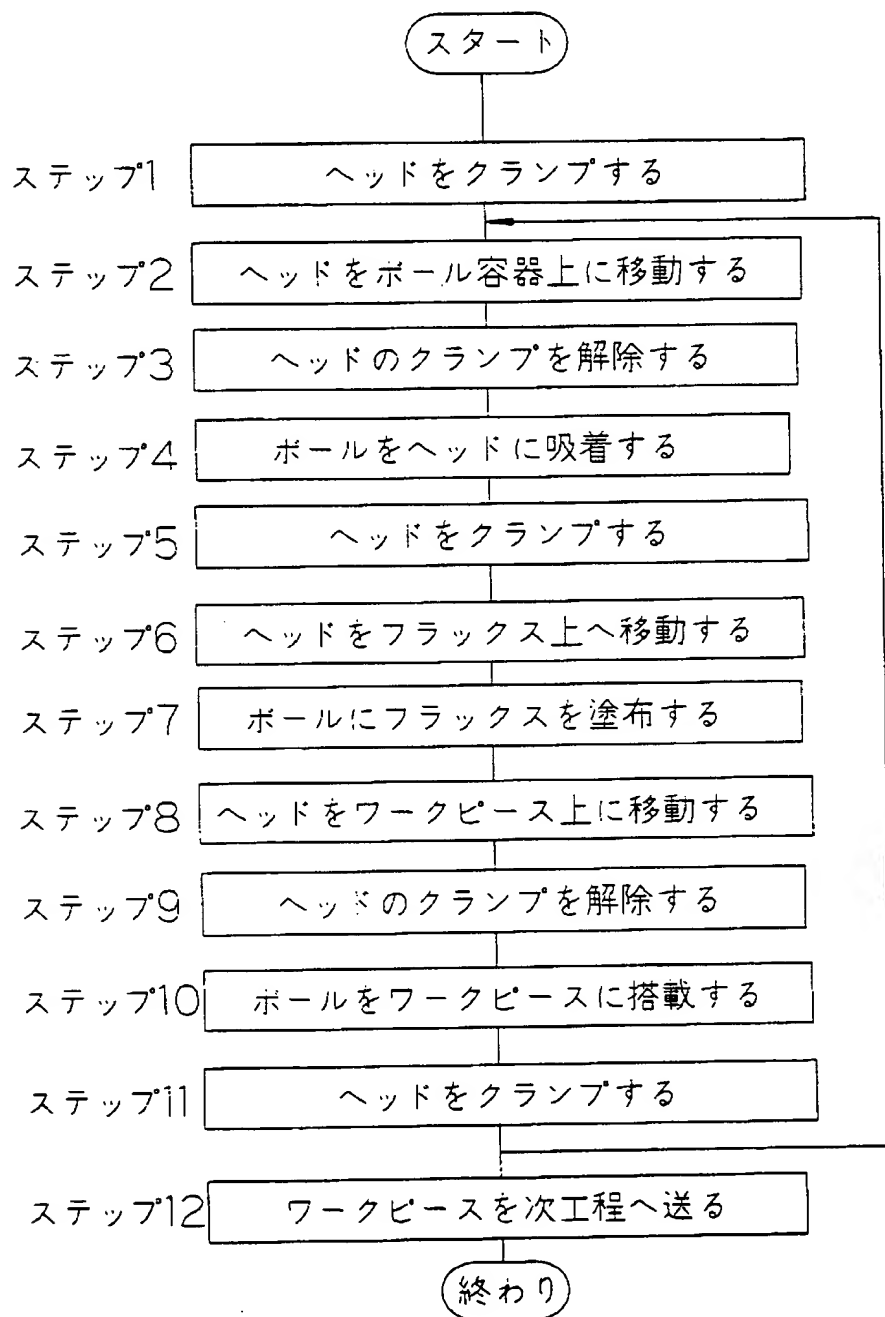 スタート
ステップ1 ヘッドをクランプする
ステップ2 ヘッドをボール容器上に移動する
ステップ3 ヘッドのクランプを解除する
ステップ4 ボールをヘッドに吸着する
ステップ5 ヘッドをクランプする
ステップ6 ヘッドをフラックス上へ移動する
ステップ7 ボールにフラックスを塗布する
ステップ8 ヘッドをワークピース上に移動する
ステップ9 ヘッドのクランプを解除する
ステップ10 ボールをワークピースに搭載する
ステップ11 ヘッドをクランプする
ステップ12 ワークピースを次工程へ送る
終わり